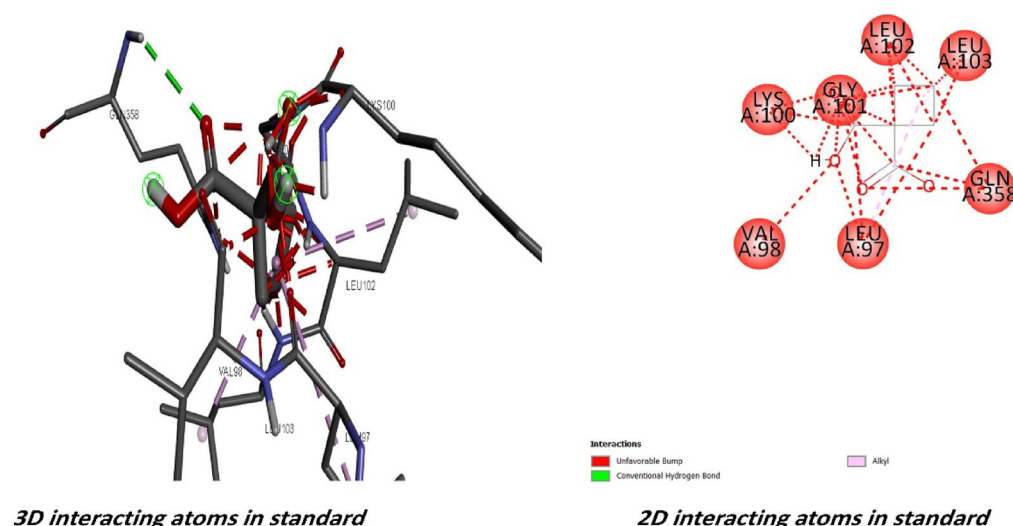 GLN358
LYS100
LEU102
VAL98
LEU103
LEU97
3D interacting atoms in standard
LEU
A:102
LEU
A:103
LYS
A:100
GLY
A:101
H
O
O
O
GLN
A:358
VAL
A:98
LEU
A:97
Interactions
Unfavorable Bump
Conventional Hydrogen Bond
Alkyl
2D interacting atoms in standard